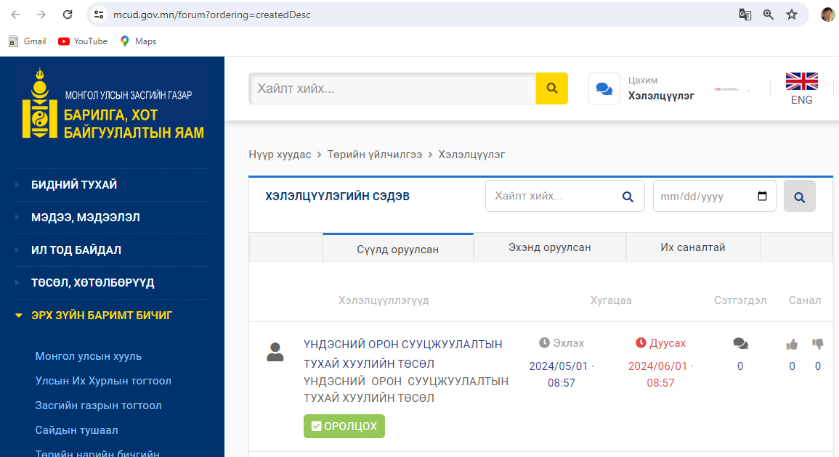 mcud.gov.mn/forum?ordering=createdDesc
Gmail YouTube Maps
МОНГОЛ УЛСЫН ЗАСГИЙН ГАЗАР
БАРИЛГА, ХОТ
БАЙГУУЛАЛТЫН ЯАМ
Хайлт хийх...
Цахим
Хэлэлцүүлэг
ENG
БИДНИЙ ТУХАЙ
МЭДЭЭ, МЭДЭЭЛЭЛ
ИЛ ТОД БАЙДАЛ
ТӨСӨЛ, ХӨТӨЛБӨРҮҮД
ЭРХ ЗҮЙН БАРИМТ БИЧИГ
Монгол улсын хууль
Улсын Их Хурлын тогтоол
Засгийн газрын тогтоол
Сайдын тушаал
Төрийн нарийн бичгийн
Нүүр хуудас > Төрийн үйлчилгээ > Хэлэлцүүлэг
ХЭЛЭЛЦҮҮЛЭГИЙН СЭДЭВ
Хайлт хийх...
mm/dd/yyyy
Сүүлд оруулсан Эхэнд оруулсан Их саналтай
Хэлэлцүүллэгүүд Хугацаа Сэтгэгдэл Санал
ҮНДЭСНИЙ ОРОН СУУЦЖУУЛАЛТЫН
ТУХАЙ ХУУЛИЙН ТӨСӨЛ
ҮНДЭСНИЙ ОРОН СУУЦЖУУЛАЛТЫН
ТУХАЙ ХУУЛИЙН ТӨСӨЛ
ОРОЛЦОХ
Эхлэх
2024/05/01 -
08:57
Дуусах
2024/06/01 -
08:57
0
0 0